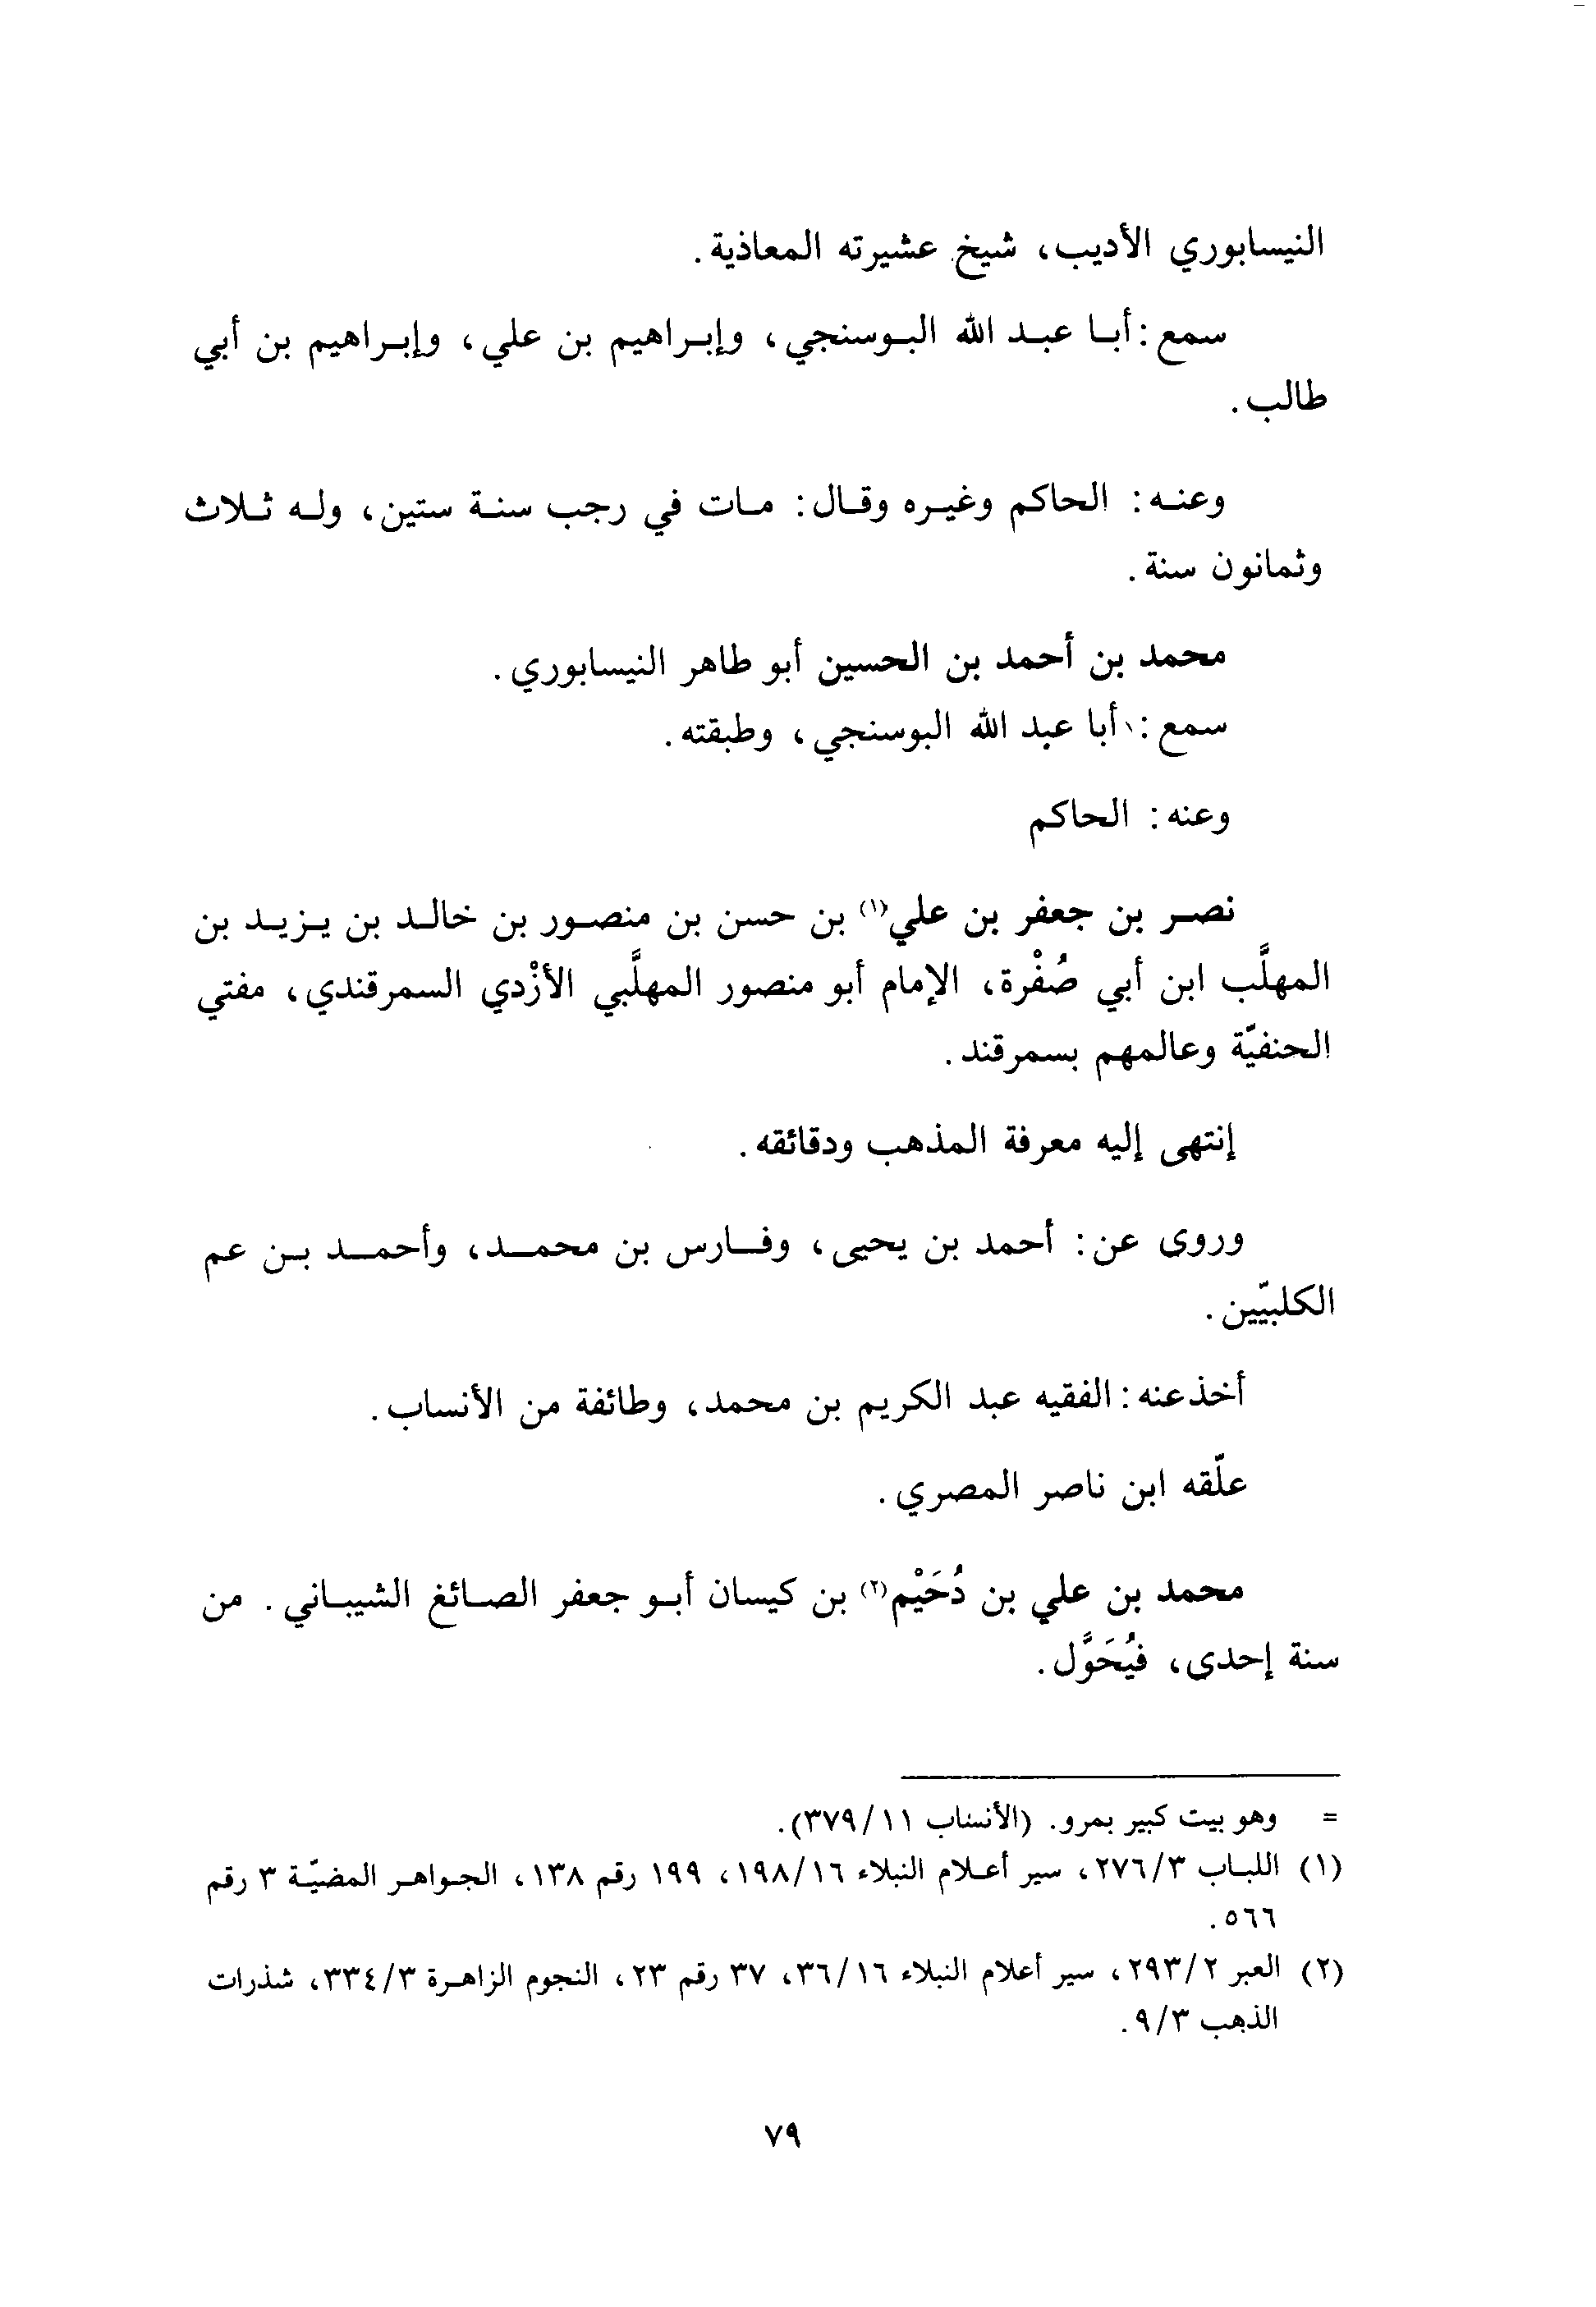 النيسابوري الأديب، شيخ عشيرته المعاذية.
سمع: أبا عبد الله البوسنجي، وإبراهيم بن علي، وإبراهيم بن أبي
طالب.
وعنه: الحاكم وغيره وقال: مات في رجب سنة ستين، وله ثلاث
وثمانون سنة.
محمد بن أحمد بن الحسين أبو طاهر النيسابوري.
سمع: أبا عبد الله البوسنجي، وطبقته.
وعنه: الحاكم
نصر بن جعفر بن علي(١) بن حسن بن منصور بن خالد بن يزيد بن
المهلَّب ابن أبي صُفْرة، الإمام أبو منصور المهلَّبي الأزْدي السمرقندي، مفتي
الحنفيّة وعالمهم بسمرقند.
إنتهى إليه معرفة المذهب ودقائقه.
وروى عن: أحمد بن يحيى، وفارس بن محمد، وأحمد بن عم
الكلبيّين.
أخذ عنه: الفقيه عبد الكريم بن محمد، وطائفة من الأنساب.
علّقه ابن ناصر المصري.
محمد بن علي بن دُحَيْم(٢) بن كيسان أبو جعفر الصائغ الشيباني. من
سنة إحدى، فيُحَوَّل.
= وهو بيت كبير بمرو. (الأنساب ١١/٣٧٩).
(١) اللباب ٣/٢٧٦، سير أعلام النبلاء ١٦/١٩٨، ١٩٩ رقم ١٣٨، الجواهر المضيّة ٣ رقم
٥٦٦.
(٢) العبر ٢/٢٩٣، سير أعلام النبلاء ١٦/٣٦، ٣٧ رقم ٢٣، النجوم الزاهرة ٣/٣٣٤، شذرات
الذهب ٣/٩.
٧٩